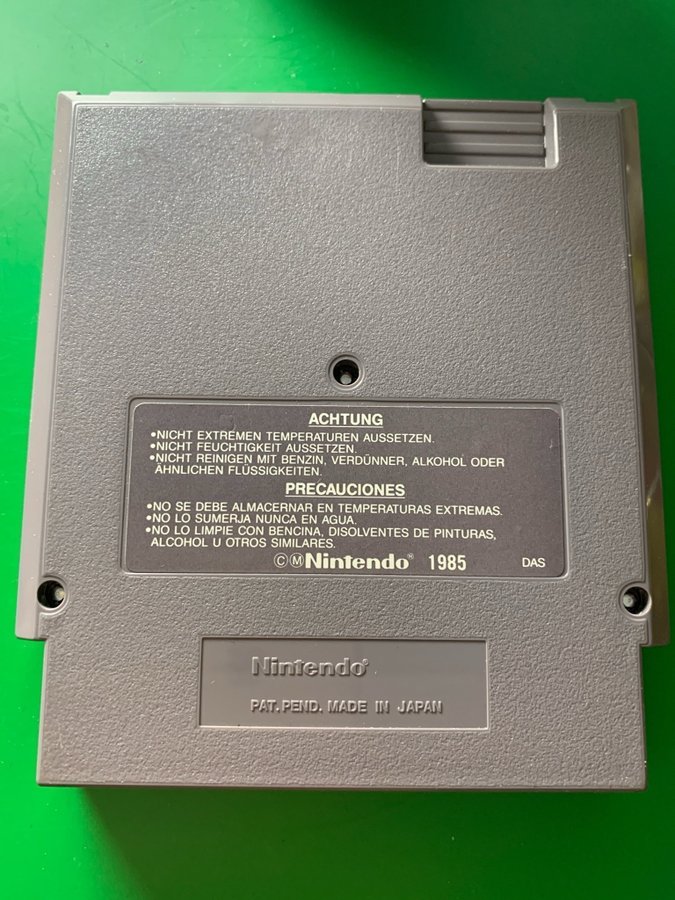 ACHTUNG
•NICHT EXTREMEN TEMPERATUREN AUSSETZEN.
•NICHT FEUCHTIGKEIT AUSSETZEN.
•NICHT REINIGEN MIT BENZIN, VERDÜNNER, ALKOHOL ODER
ÄHNLICHEN FLÜSSIGKEITEN.
PRECAUCIONES
•NO SE DEBE ALMACERNAR EN TEMPERATURAS EXTREMAS.
•NO LO SUMERJA NUNCA EN AGUA.
•NO LO LIMPIE CON BENCINA, DISOLVENTES DE PINTURAS,
ALCOHOL U OTROS SIMILARES.
©Ⓜ Nintendo® 1985 DAS
Nintendo®
PAT. PEND. MADE IN JAPAN